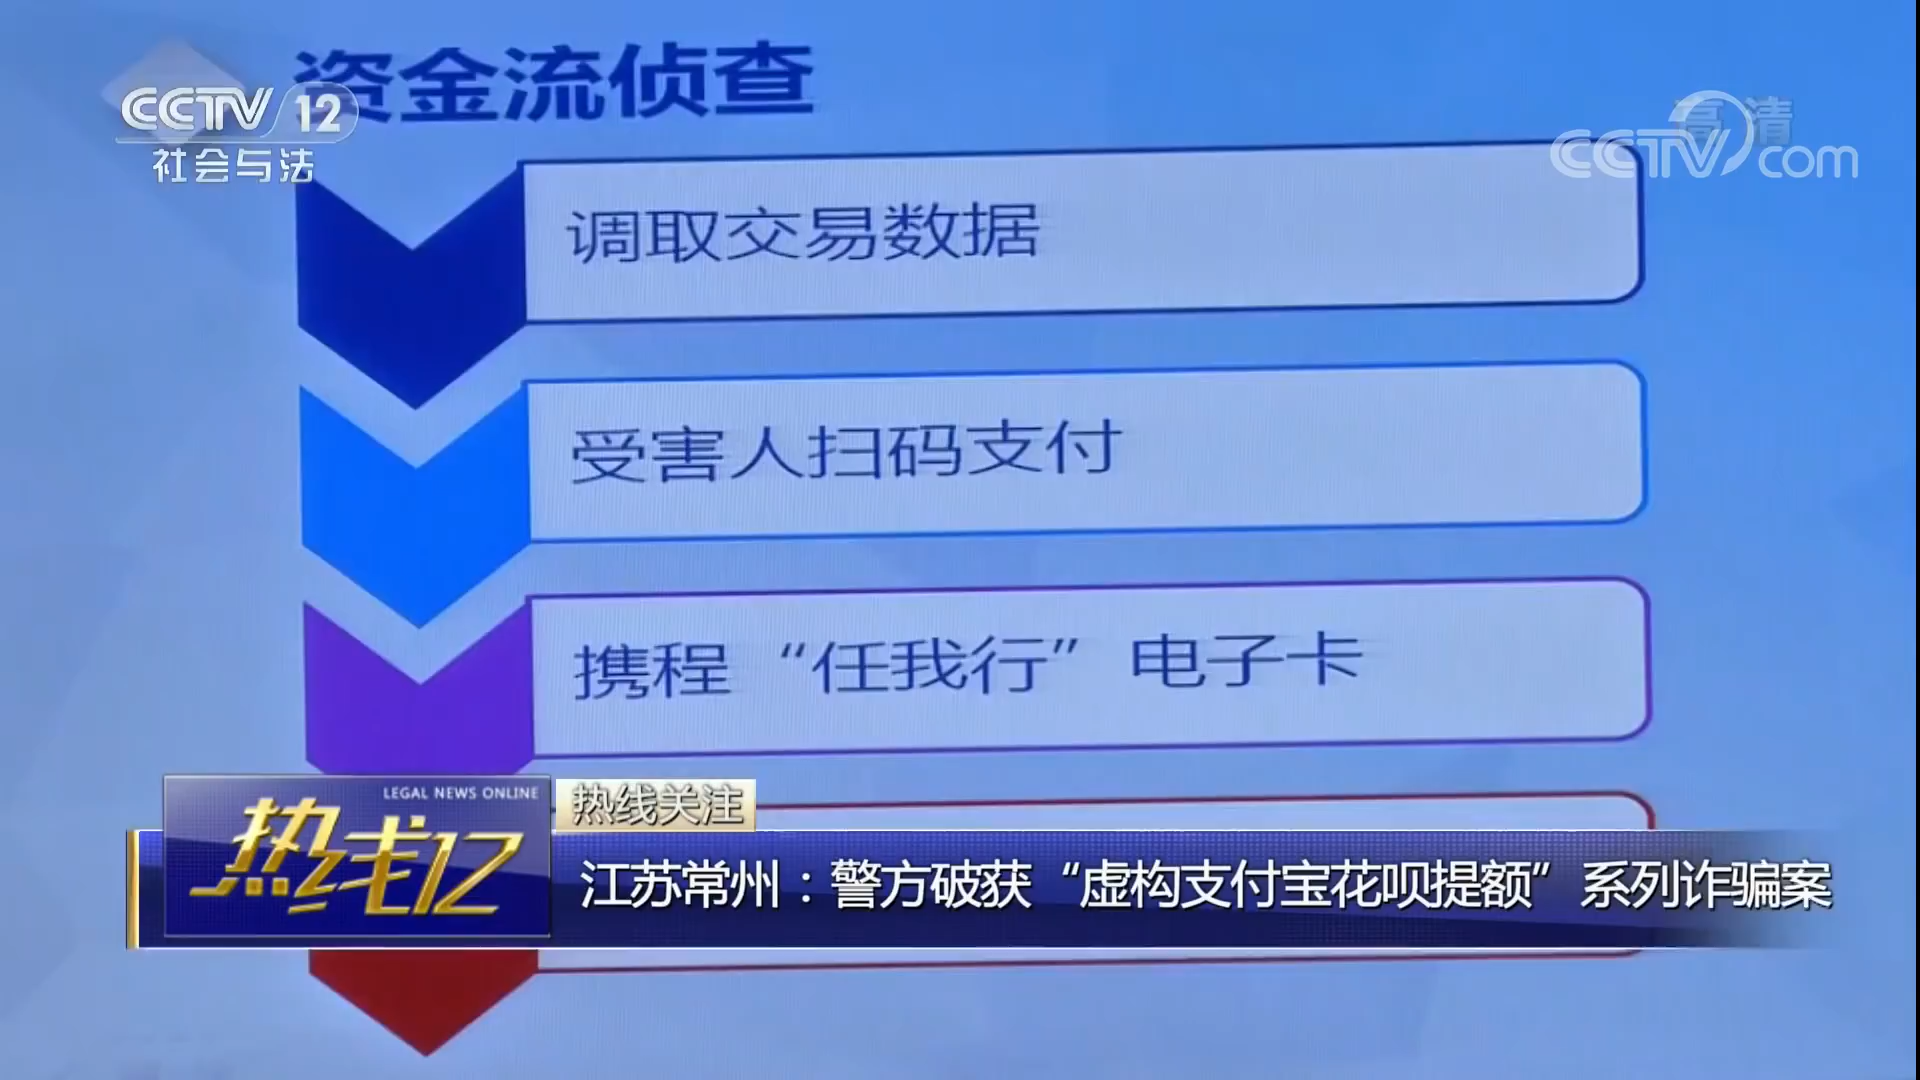 资金流侦查
CCTV 12
社会与法
高清
CCTV com
调取交易数据
受害人扫码支付
携程“任我行”电子卡
LEGAL NEWS ONLINE
热线12
热线关注
江苏常州：警方破获“虚构支付宝花呗提额”系列诈骗案